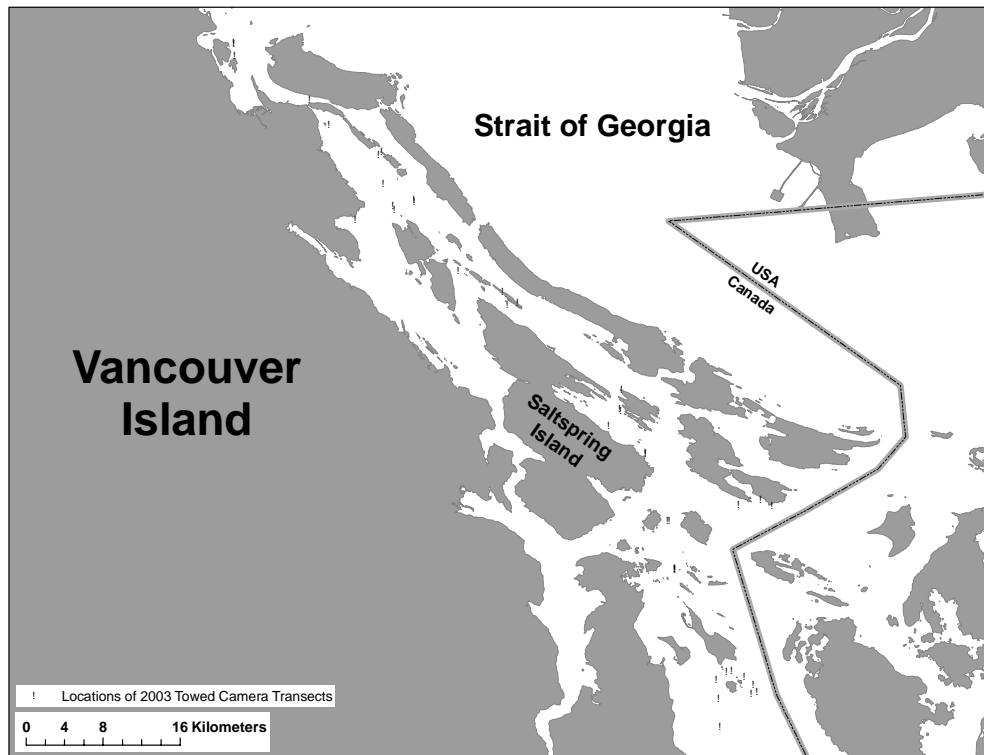 Strait of Georgia
USA
Canada
Vancouver
Island
Saltspring
Island
! Locations of 2003 Towed Camera Transects
0 4 8 16 Kilometers